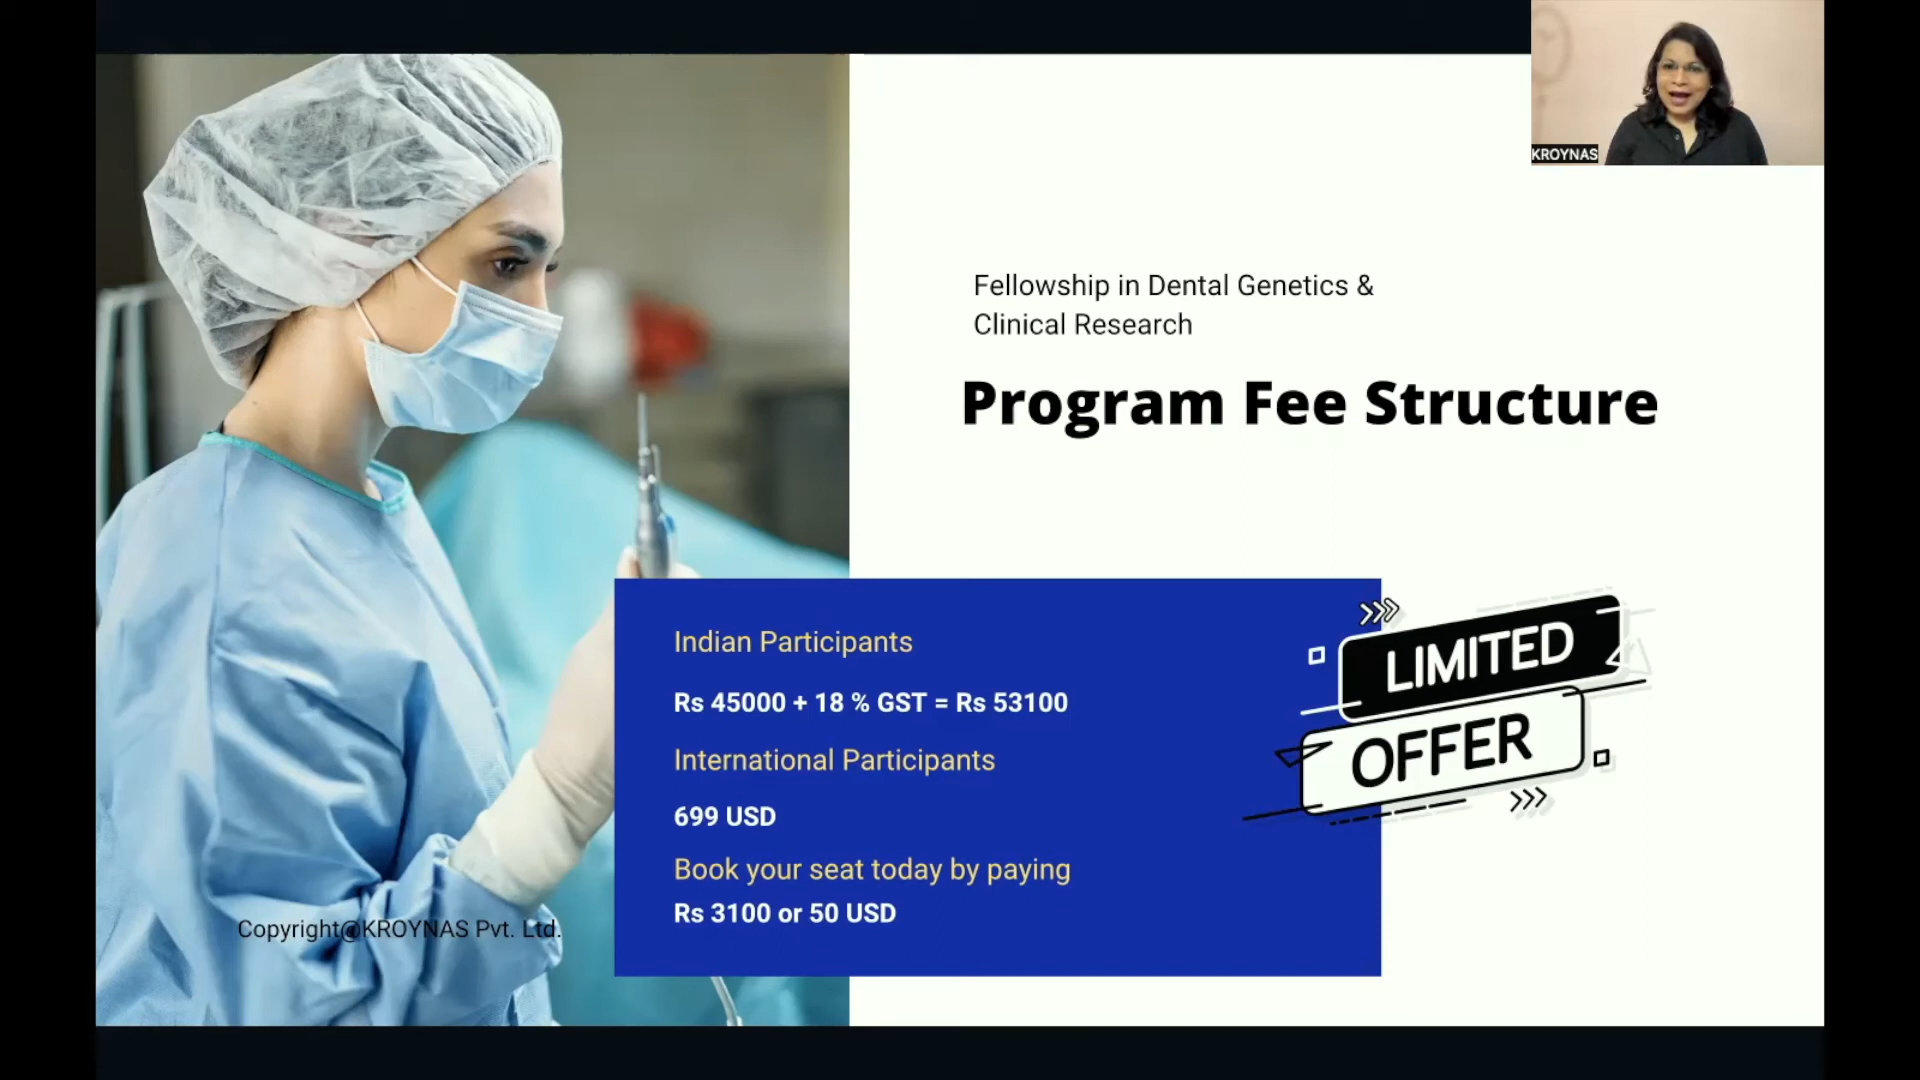 KROYNAS
Fellowship in Dental Genetics &
Clinical Research
Program Fee Structure
Indian Participants
Rs 45000 + 18 % GST = Rs 53100
International Participants
699 USD
Book your seat today by paying
Rs 3100 or 50 USD
LIMITED
OFFER
Copyright@KROYNAS Pvt. Ltd.